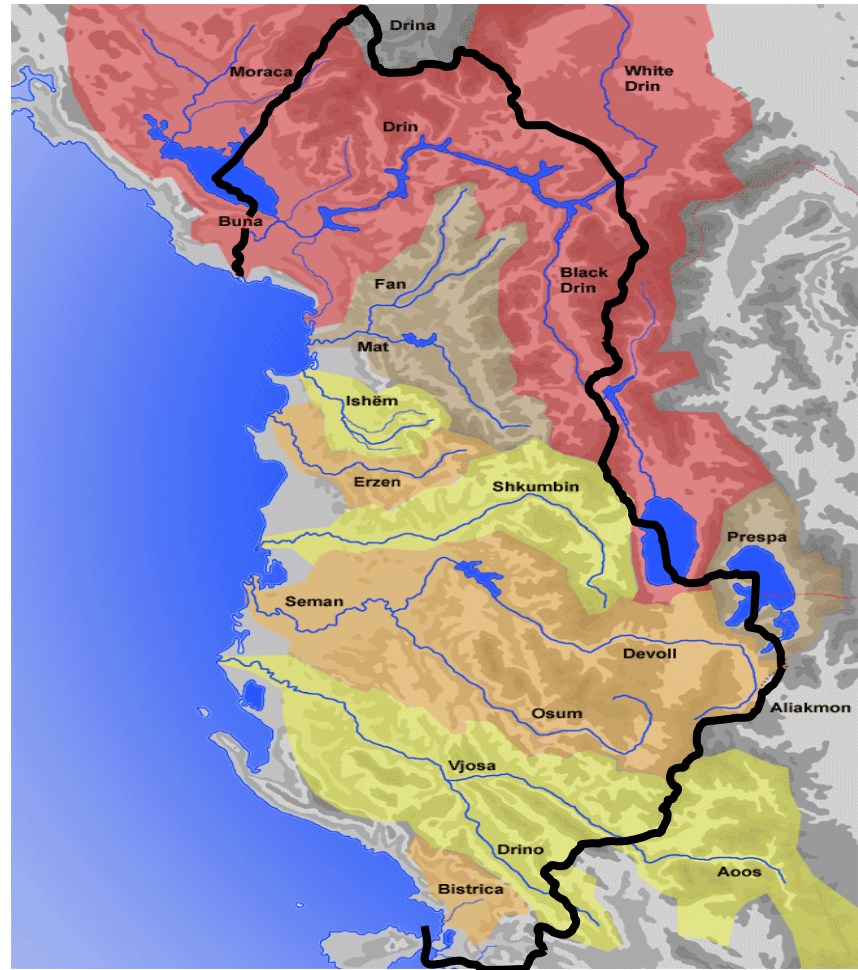 Drina
Moraca
White
Drin
Drin
Buna
Black
Drin
Fan
Mat
Ishëm
Erzen
Shkumbin
Prespa
Seman
Devoll
Aliakmon
Osum
Vjosa
Drino
Aoos
Bistrica